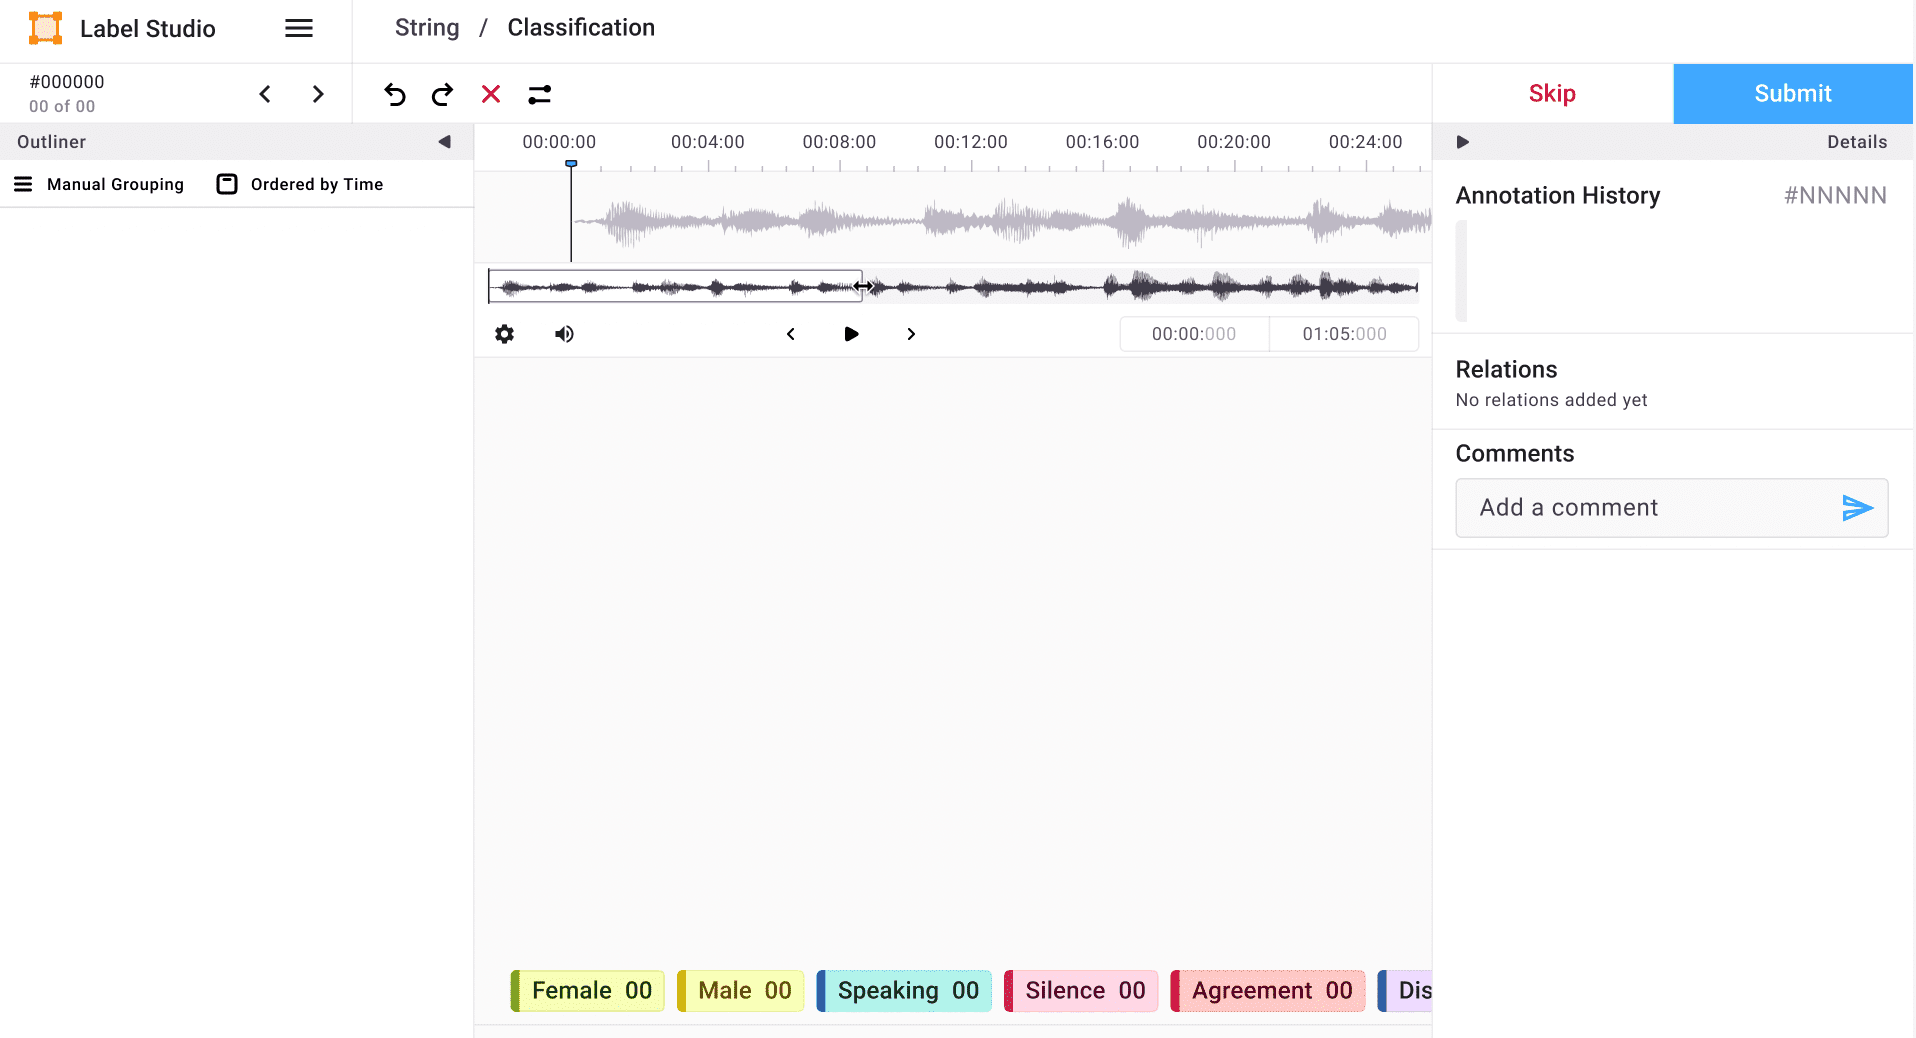 Label Studio
String / Classification
#000000
00 of 00
Skip
Submit
Outliner
00:00:00 00:04:00 00:08:00 00:12:00 00:16:00 00:20:00 00:24:00
Details
Manual Grouping
Ordered by Time
Annotation History #NNNNN
00:00:000
01:05:000
Relations
No relations added yet
Comments
Add a comment
Female 00
Male 00
Speaking 00
Silence 00
Agreement 00
Dis